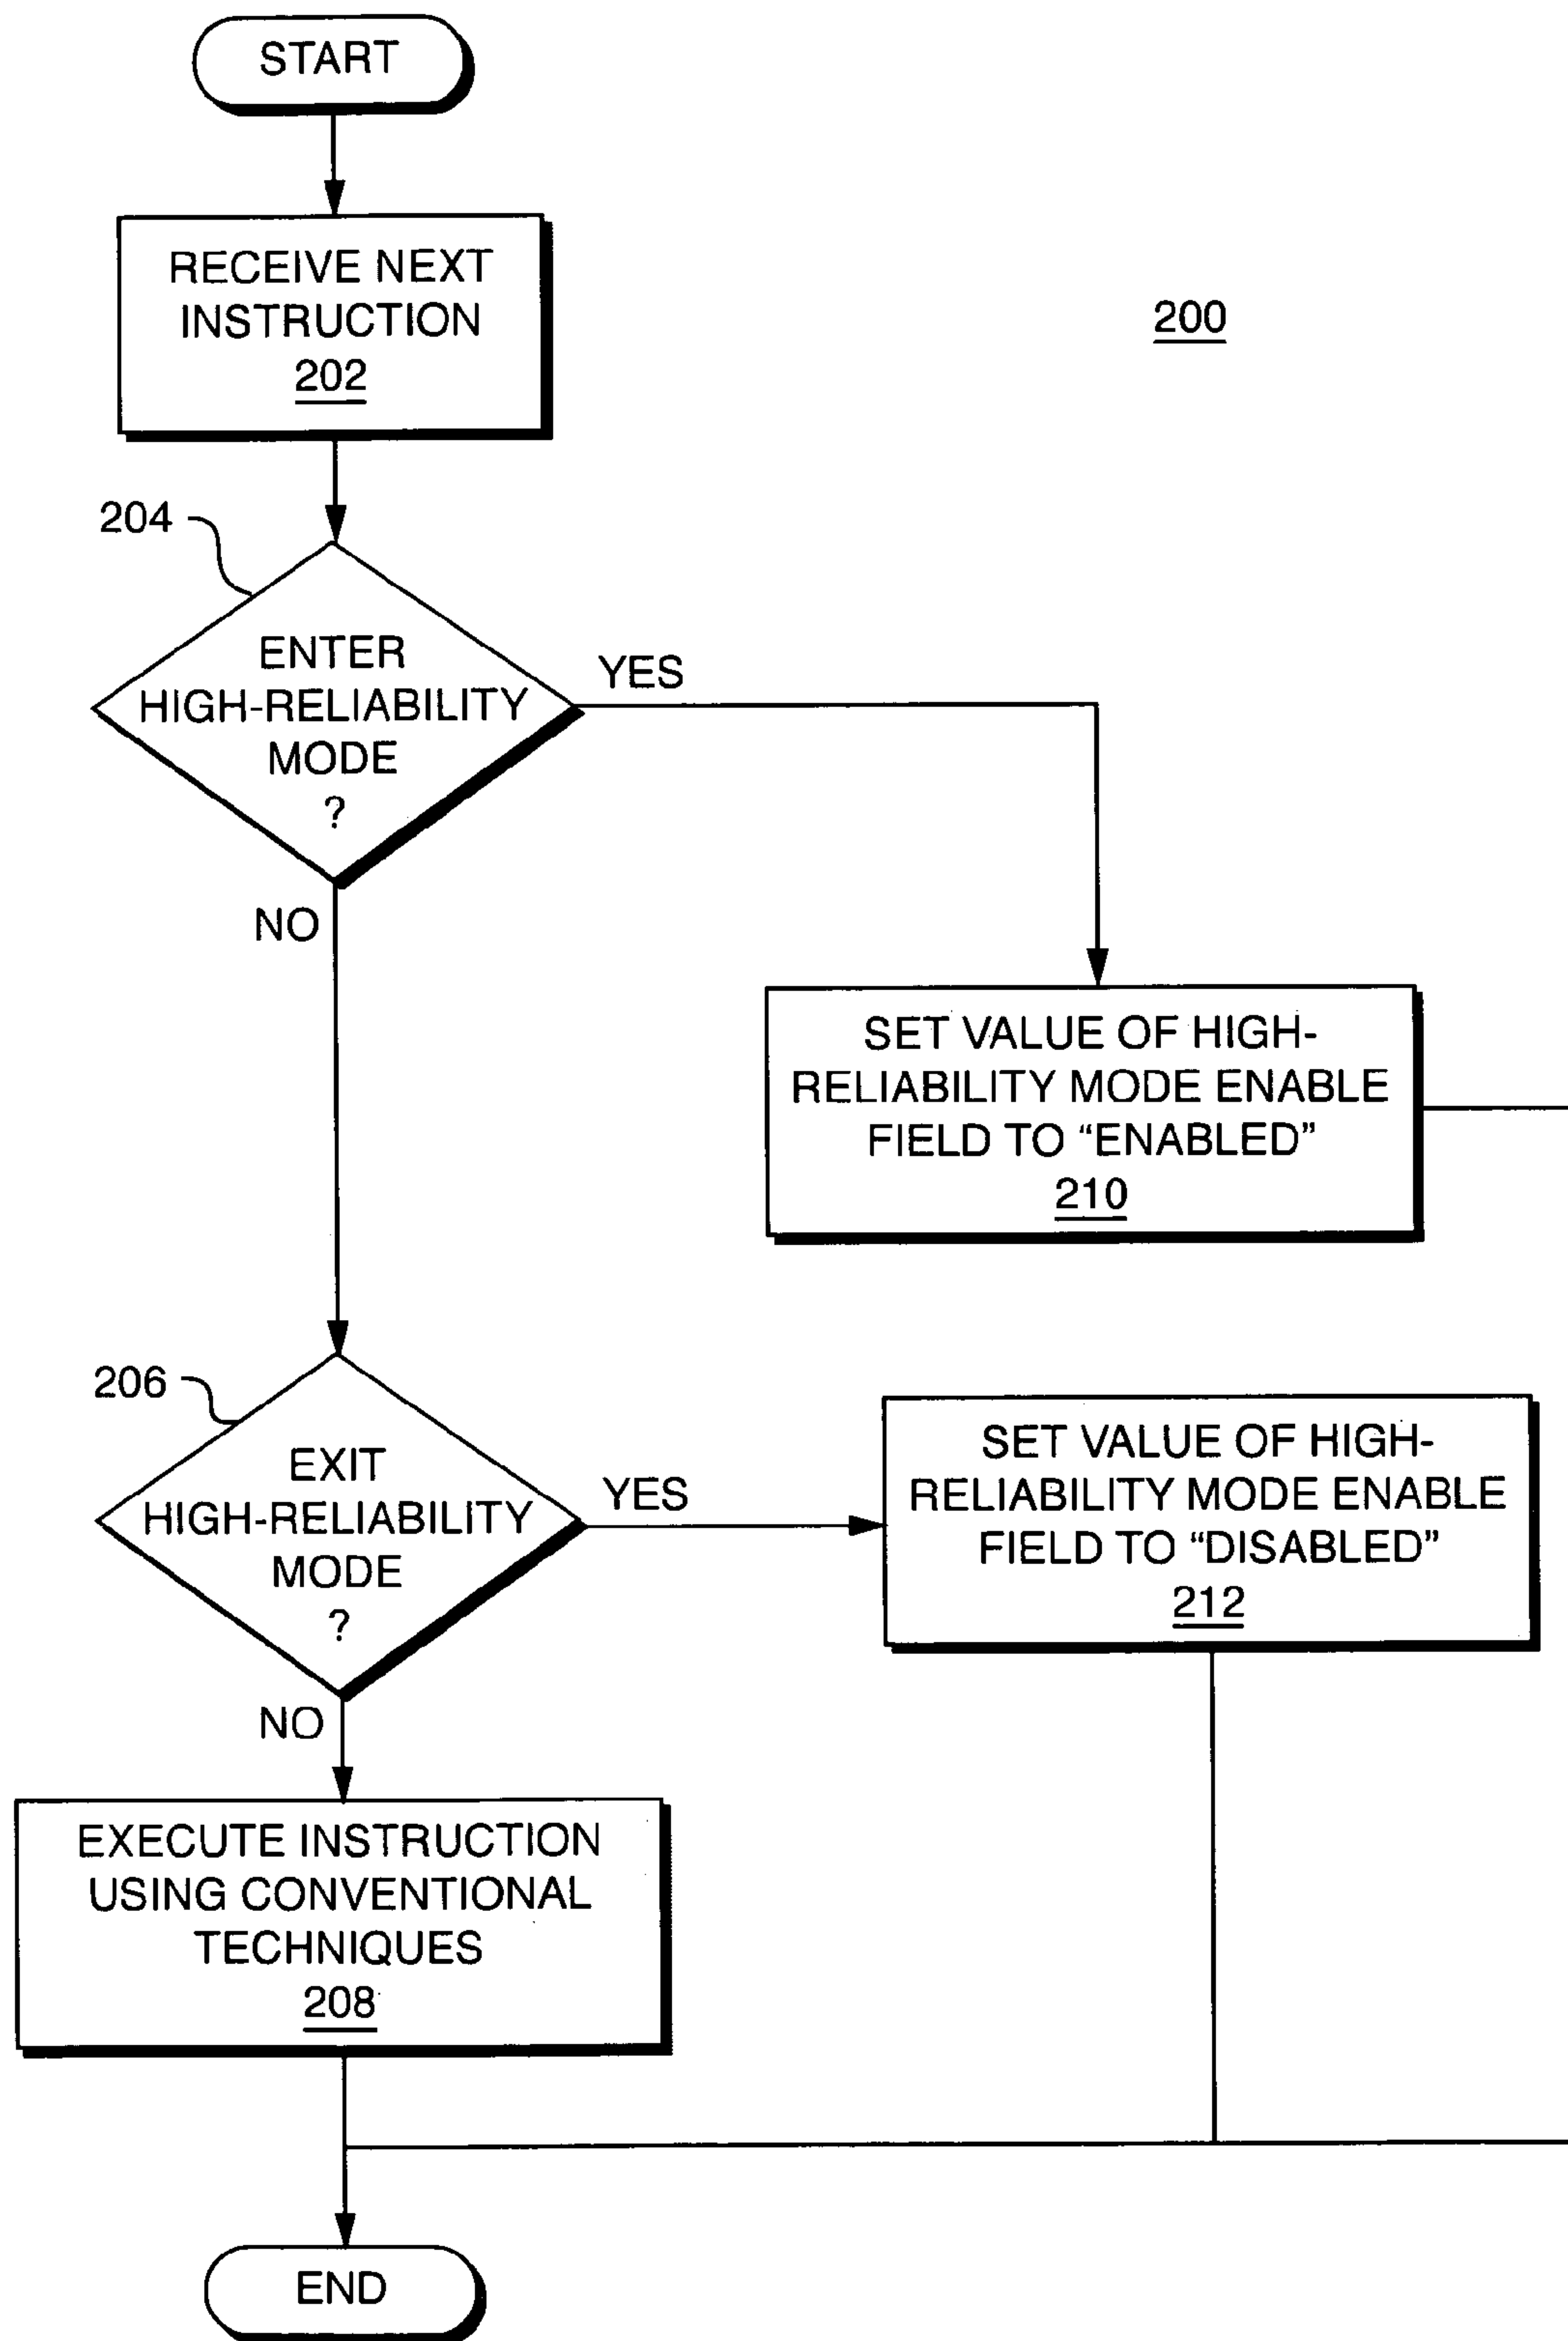 START
RECEIVE NEXT
INSTRUCTION
202
200
204
ENTER
HIGH-RELIABILITY
MODE
?
YES
NO
SET VALUE OF HIGH-
RELIABILITY MODE ENABLE
FIELD TO “ENABLED”
210
206
EXIT
HIGH-RELIABILITY
MODE
?
YES
NO
SET VALUE OF HIGH-
RELIABILITY MODE ENABLE
FIELD TO “DISABLED”
212
EXECUTE INSTRUCTION
USING CONVENTIONAL
TECHNIQUES
208
END